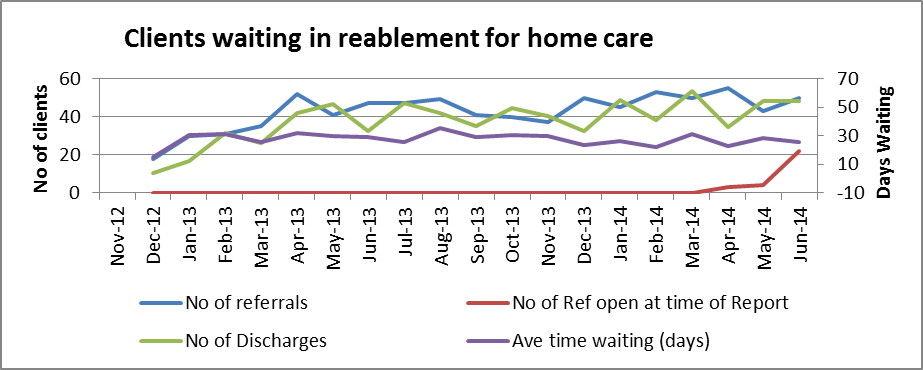 Clients waiting in reablement for home care
No of clients
60
40
20
0
70
50
30
10
-10
Days Waiting
Nov-12
Dec-12
Jan-13
Feb-13
Mar-13
Apr-13
May-13
Jun-13
Jul-13
Aug-13
Sep-13
Oct-13
Nov-13
Dec-13
Jan-14
Feb-14
Mar-14
Apr-14
May-14
Jun-14
No of referrals
No of Ref open at time of Report
No of Discharges
Ave time waiting (days)